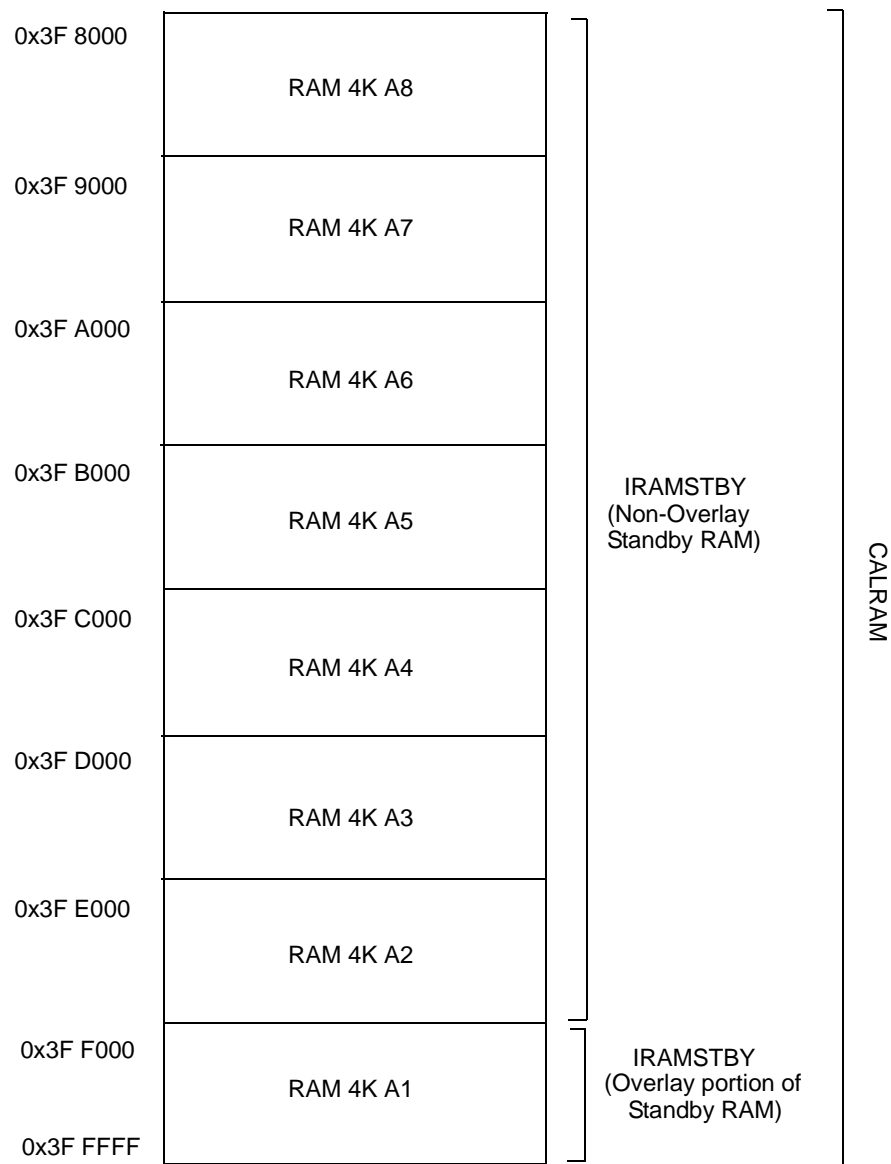 0x3F 8000
RAM 4K A8
0x3F 9000
RAM 4K A7
0x3F A000
RAM 4K A6
0x3F B000
RAM 4K A5
IRAMSTBY
(Non-Overlay
Standby RAM)
CALRAM
0x3F C000
RAM 4K A4
0x3F D000
RAM 4K A3
0x3F E000
RAM 4K A2
0x3F F000
RAM 4K A1
IRAMSTBY
(Overlay portion of
Standby RAM)
0x3F FFFF